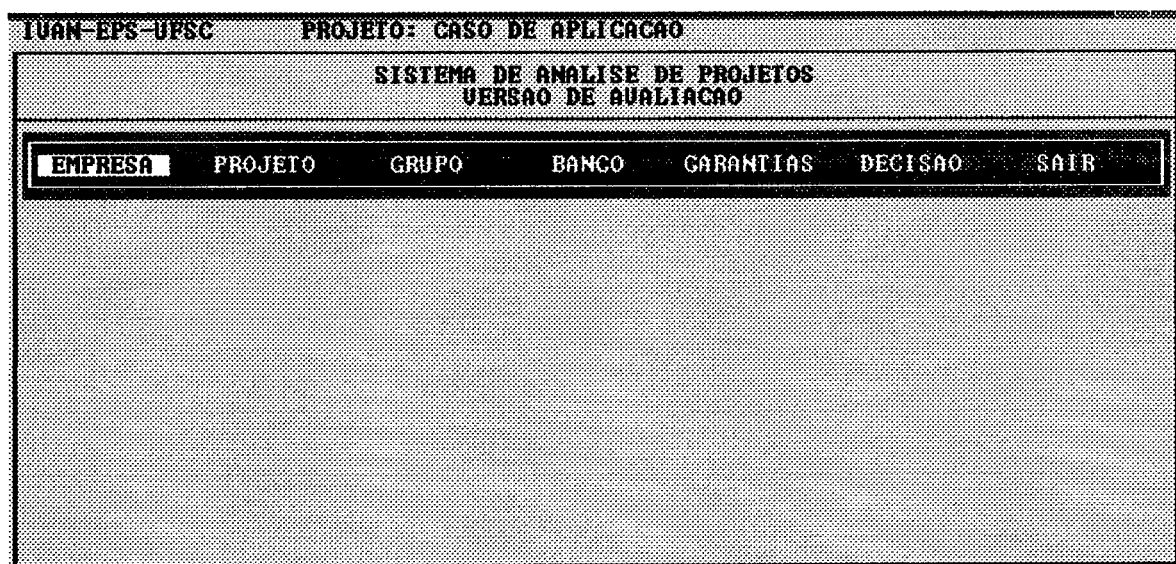 IVAN-EPS-UFSC PROJETO: CASO DE APLICACAO
SISTEMA DE ANALISE DE PROJETOS
VERSAO DE AVALIACAO
EMPRESA PROJETO GRUPO BANCO GARANTIAS DECISAO SAIR